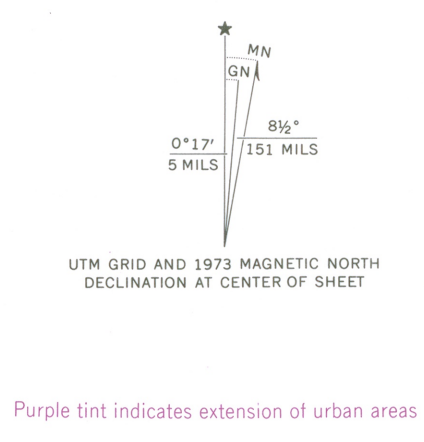 ★
MN
GN
0°17′
5 MILS
8½°
151 MILS
UTM GRID AND 1973 MAGNETIC NORTH
DECLINATION AT CENTER OF SHEET
Purple tint indicates extension of urban areas